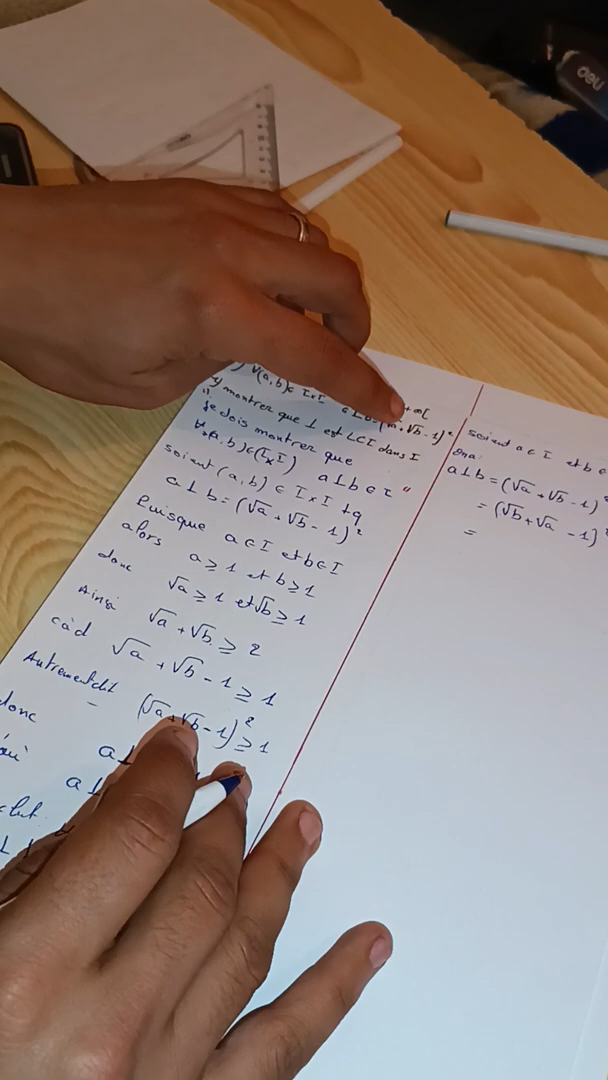 ∀(a,b)∈ I×I a⊥b=(√a+√b-1)²
+∞[
montrer que ⊥ est LCI dans I
je dois montrer que
∀(a,b)∈(I×I) a⊥b∈I "
soient (a,b)∈ I×I tq
a⊥b=(√a+√b-1)²
Puisque a∈I et b∈I
alors a≥1 et b≥1
donc √a≥1 et √b≥1
Ainsi √a+√b≥2
càd √a+√b-1≥1
Autrement dit (√a+√b-1)²≥1
donc a⊥
a⊥
soient a∈I et b∈
Ona:
a⊥b=(√a+√b-1)²
=(√b+√a-1)²
=
deli